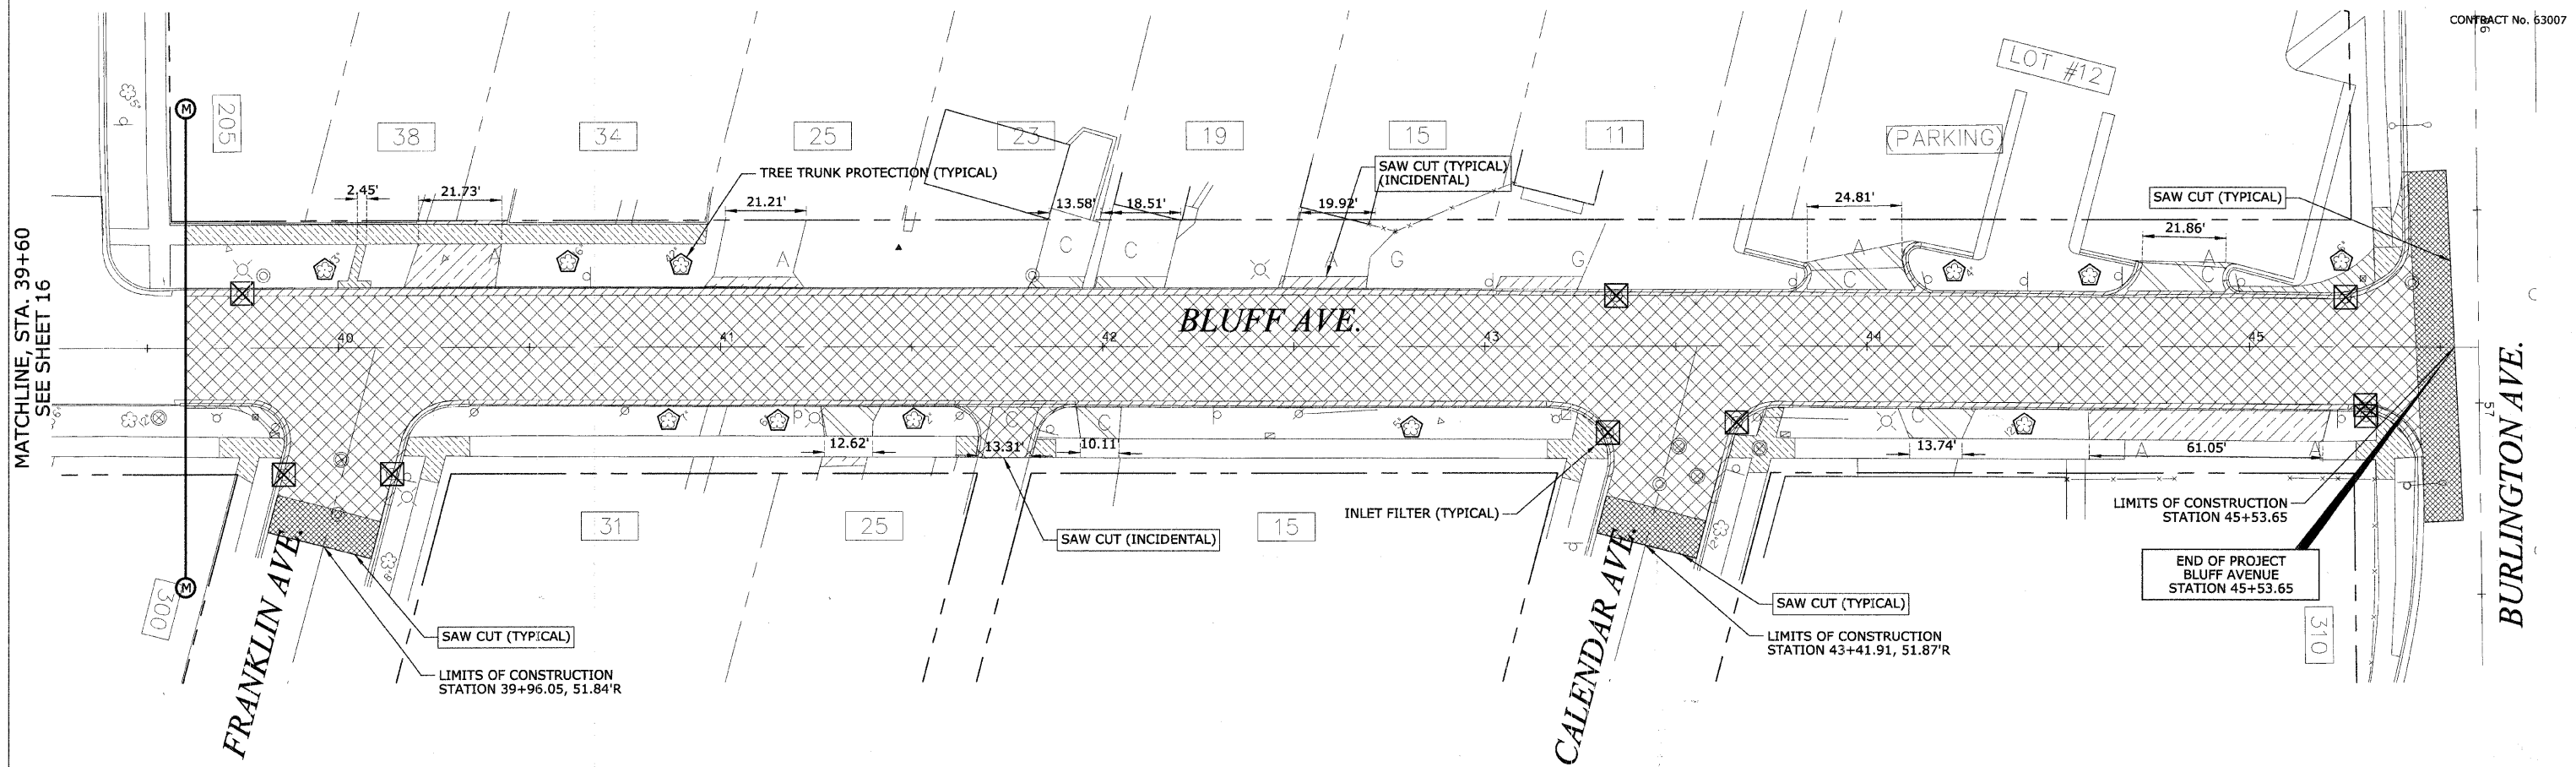 CONTRACT No. 63007
MATCHLINE, STA. 39+60
SEE SHEET 16
M
205
38
34
25
23
19
15
11
LOT #12
(PARKING)
TREE TRUNK PROTECTION (TYPICAL)
SAW CUT (TYPICAL)
(INCIDENTAL)
SAW CUT (TYPICAL)
2.45'
21.73'
21.21'
13.58'
18.51'
19.92'
24.81'
21.86'
A
A
C
C
A
G
G
A
C
A
C
BLUFF AVE.
40
41
42
43
44
45
56
57
C
C
C
A
A
12.62'
13.31'
10.11'
13.74'
61.05'
31
25
15
INLET FILTER (TYPICAL)
SAW CUT (INCIDENTAL)
LIMITS OF CONSTRUCTION
STATION 45+53.65
END OF PROJECT
BLUFF AVENUE
STATION 45+53.65
BURLINGTON AVE.
310
M
300
FRANKLIN AVE.
SAW CUT (TYPICAL)
LIMITS OF CONSTRUCTION
STATION 39+96.05, 51.84'R
CALENDAR AVE.
SAW CUT (TYPICAL)
LIMITS OF CONSTRUCTION
STATION 43+41.91, 51.87'R